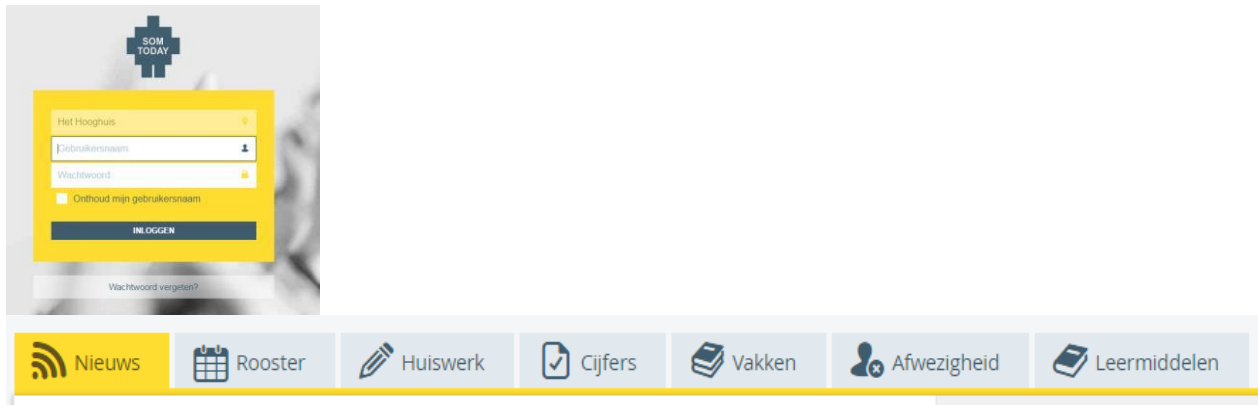 SOM
TODAY
Het Hooghuis
Gebruikersnaam
Wachtwoord
Onthoud mijn gebruikersnaam
INLOGGEN
Wachtwoord vergeten?
Nieuws Rooster Huiswerk Cijfers Vakken Afwezigheid Leermiddelen